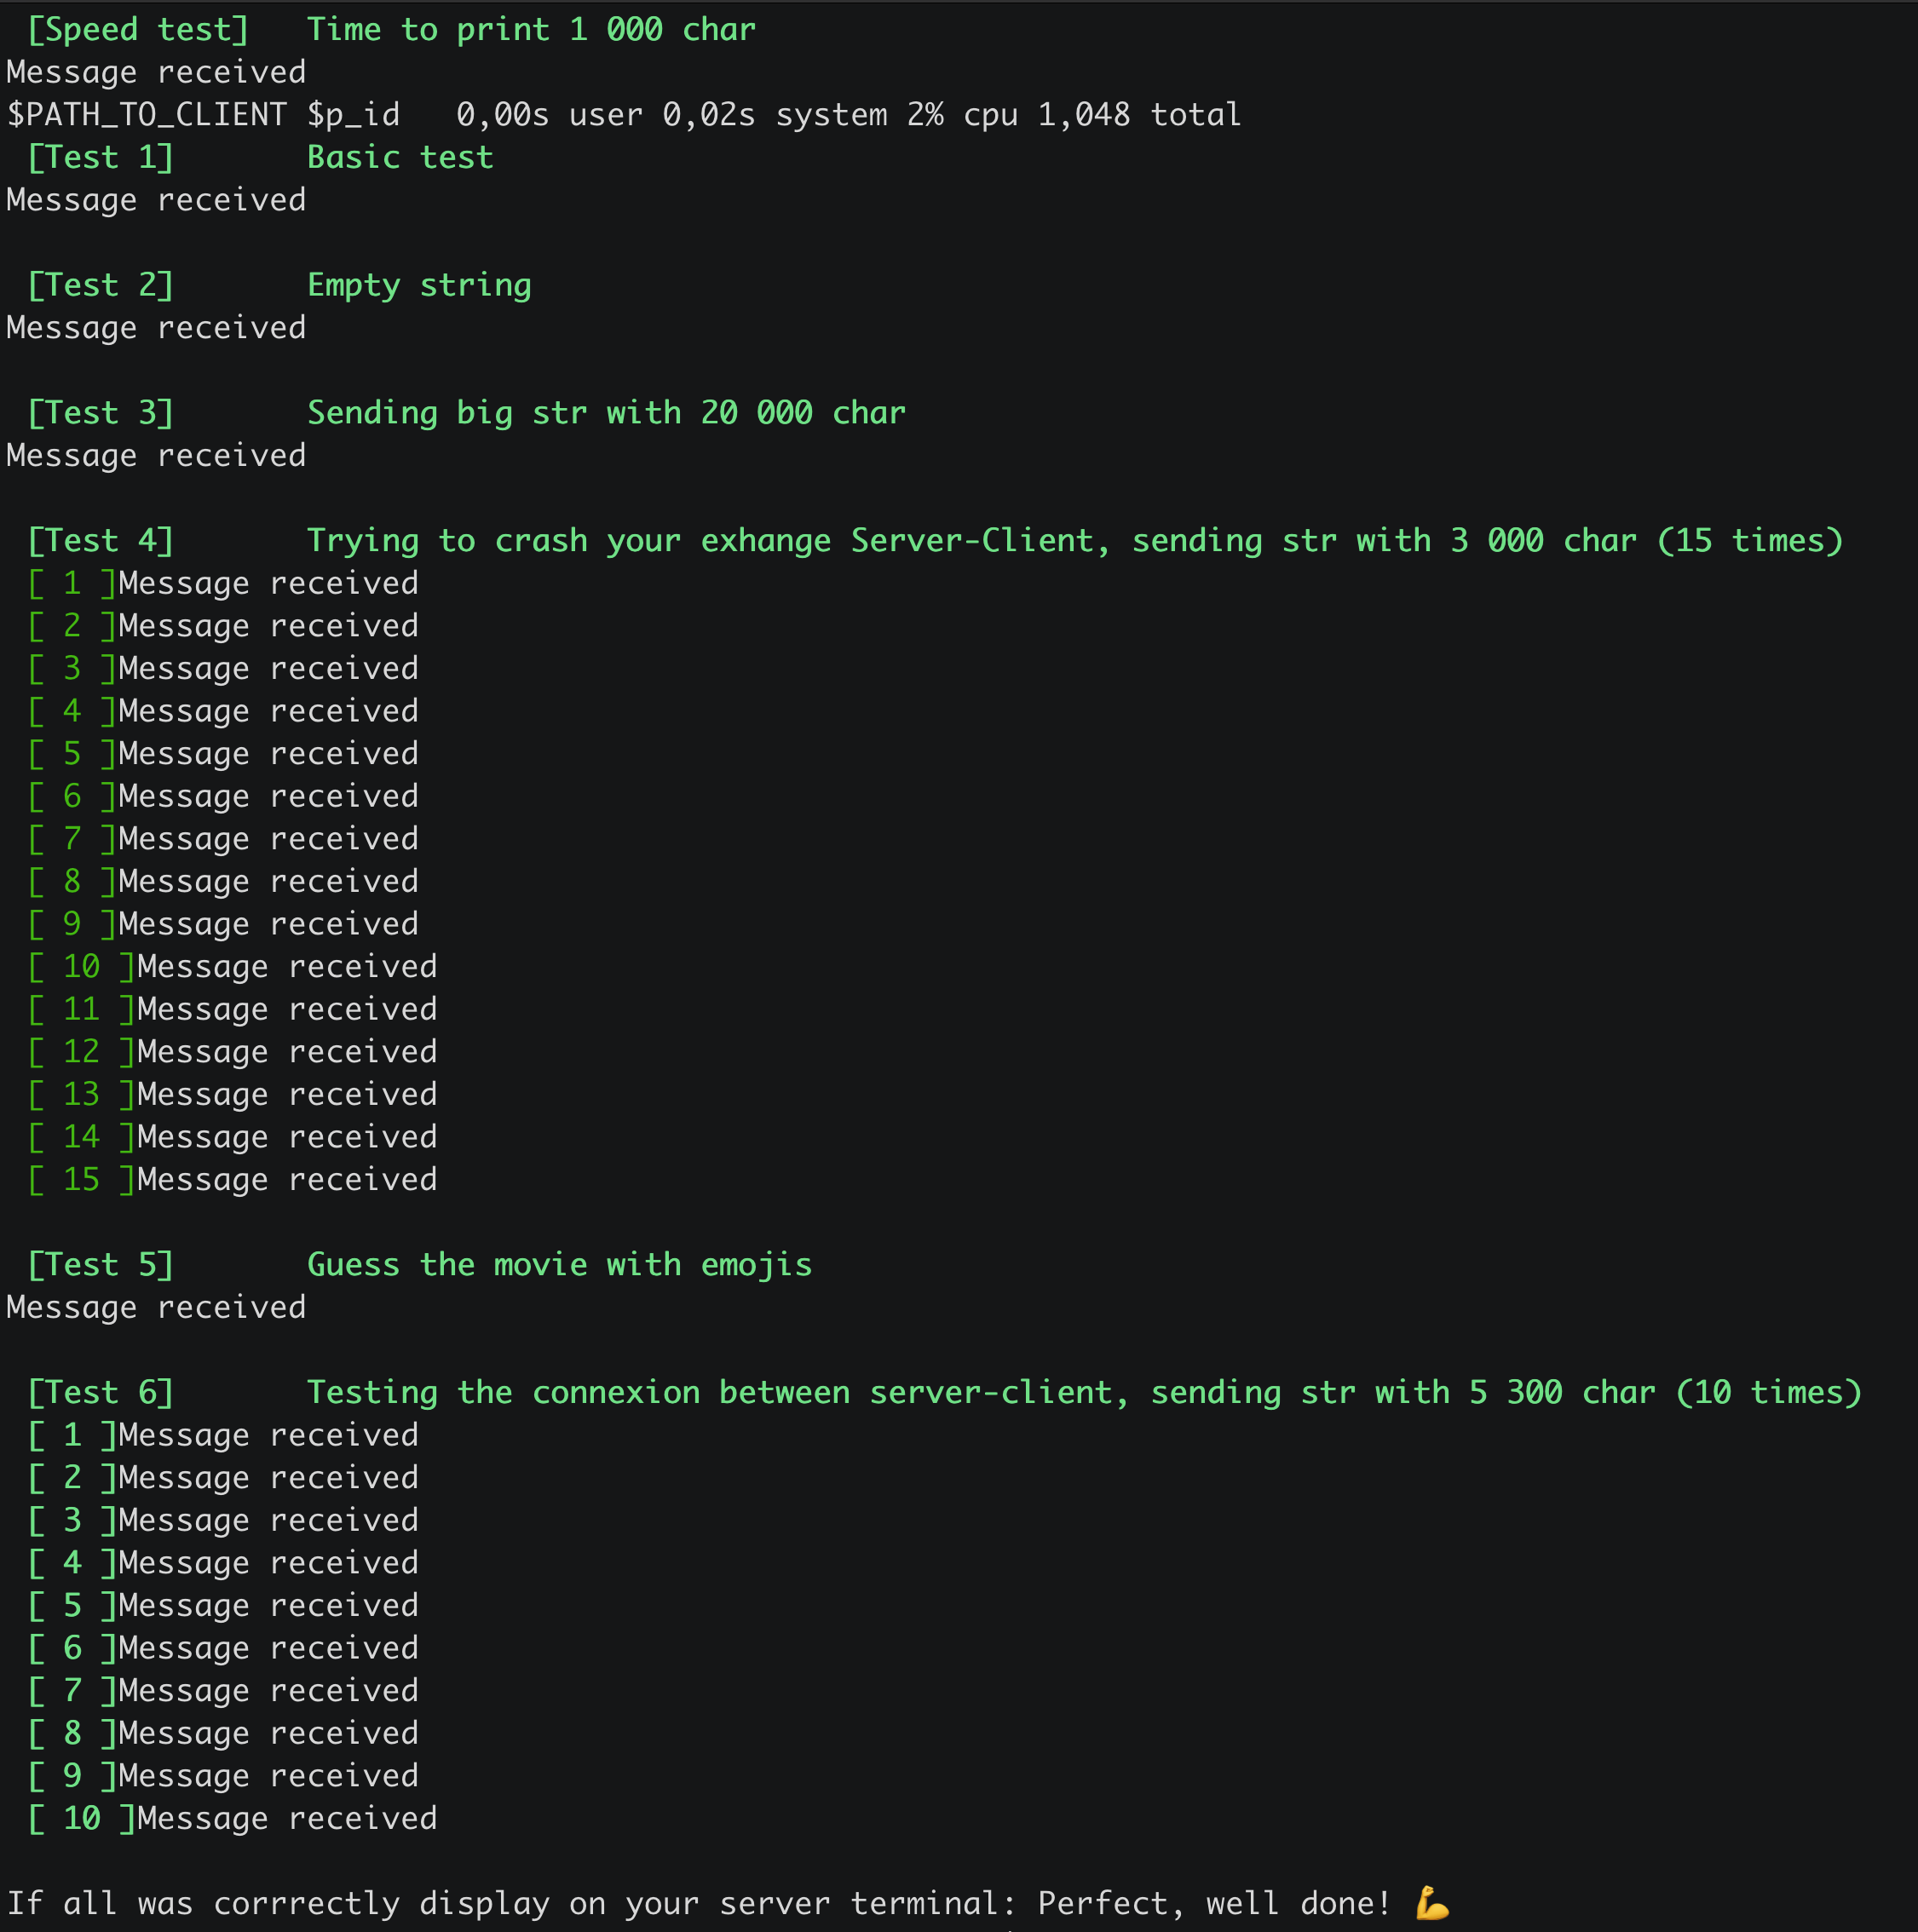 [Speed test]   Time to print 1 000 char
Message received
$PATH_TO_CLIENT $p_id   0,00s user 0,02s system 2% cpu 1,048 total
[Test 1]       Basic test
Message received
[Test 2]       Empty string
Message received
[Test 3]       Sending big str with 20 000 char
Message received
[Test 4]       Trying to crash your exhange Server-Client, sending str with 3 000 char (15 times)
[ 1 ]Message received
[ 2 ]Message received
[ 3 ]Message received
[ 4 ]Message received
[ 5 ]Message received
[ 6 ]Message received
[ 7 ]Message received
[ 8 ]Message received
[ 9 ]Message received
[ 10 ]Message received
[ 11 ]Message received
[ 12 ]Message received
[ 13 ]Message received
[ 14 ]Message received
[ 15 ]Message received
[Test 5]       Guess the movie with emojis
Message received
[Test 6]       Testing the connexion between server-client, sending str with 5 300 char (10 times)
[ 1 ]Message received
[ 2 ]Message received
[ 3 ]Message received
[ 4 ]Message received
[ 5 ]Message received
[ 6 ]Message received
[ 7 ]Message received
[ 8 ]Message received
[ 9 ]Message received
[ 10 ]Message received
If all was corrrectly display on your server terminal: Perfect, well done! 💪